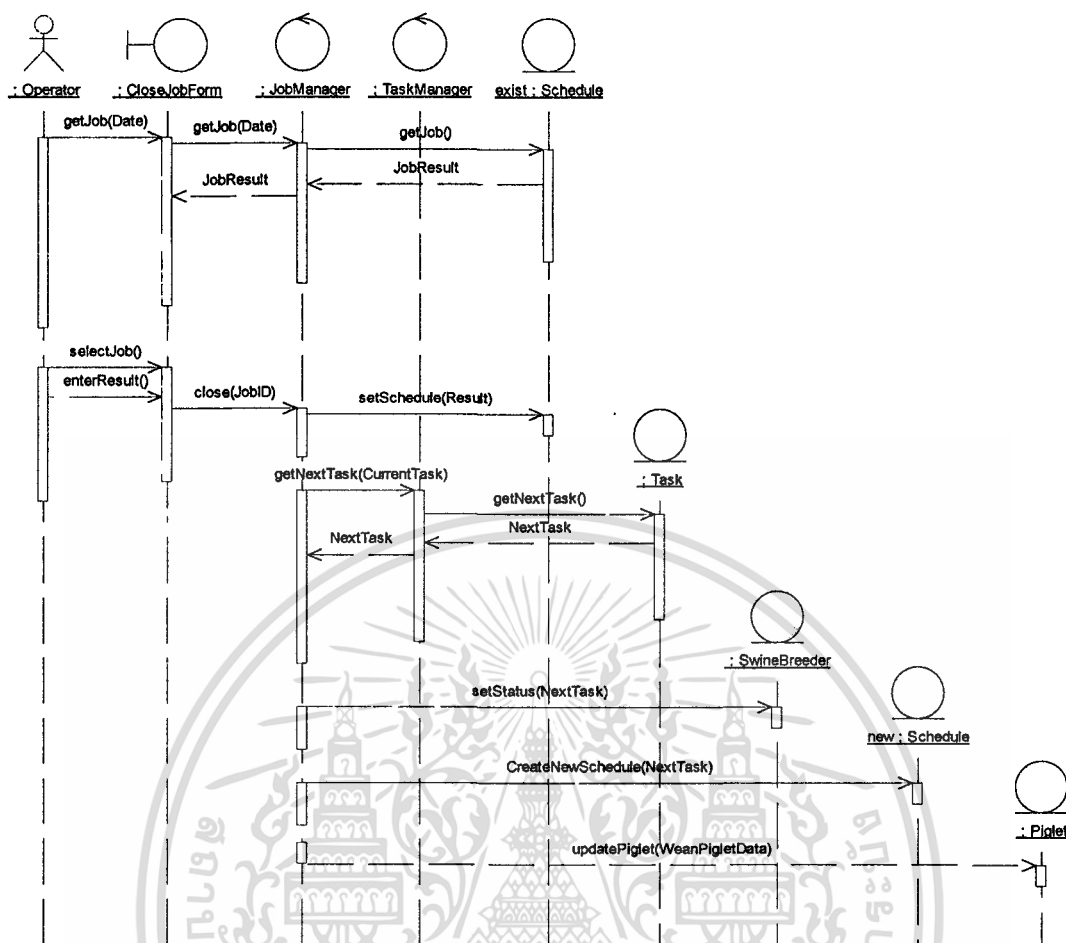 : Operator
: CloseJobForm
: JobManager
: TaskManager
exist : Schedule
getJob(Date)
getJob(Date)
getJob()
JobResult
JobResult
selectJob()
enterResult()
close(JobID)
setSchedule(Result)
: Task
getNextTask(CurrentTask)
getNextTask()
NextTask
NextTask
: SwineBreeder
setStatus(NextTask)
new : Schedule
CreateNewSchedule(NextTask)
: Piglet
updatePiglet(WeanPigletData)